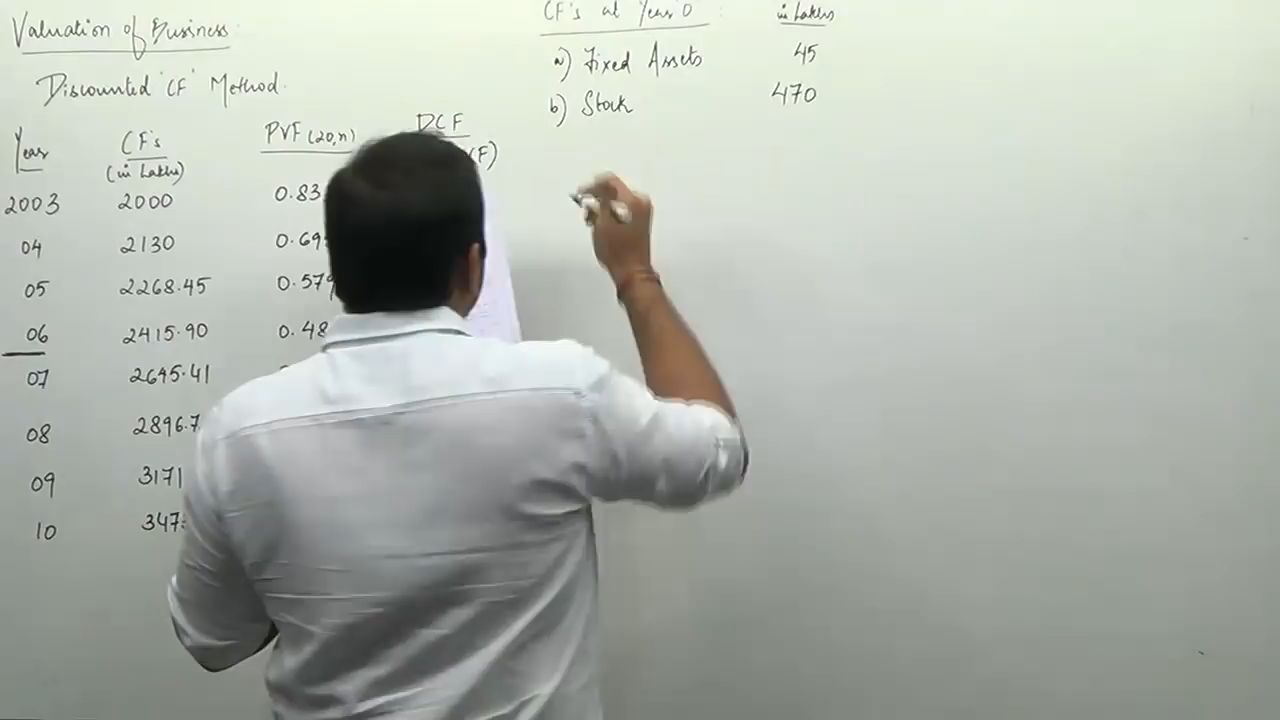 Valuation of Business
Discounted 'CF' Method.
Year CF's (in Lakhs) PVF (20,n) DCF
2003 2000 0.83
04 2130 0.69
05 2268.45 0.579
06 2415.90 0.48
07 2645.41
08 2896.7
09 3171
10 347
CF's at Year '0' in Lakhs
a) Fixed Assets 45
b) Stock 470